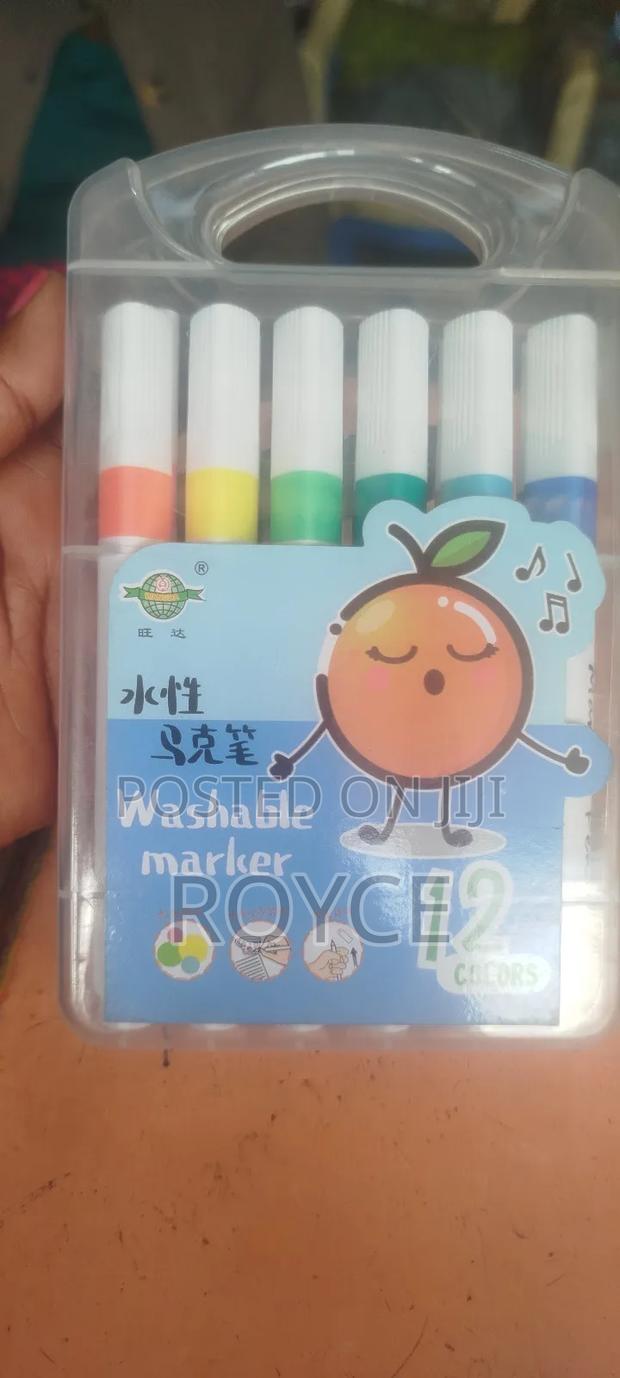 ®
旺 达
水性
马克笔
Washable
marker
POSTED ON JIJI
ROYCE
12
COLORS